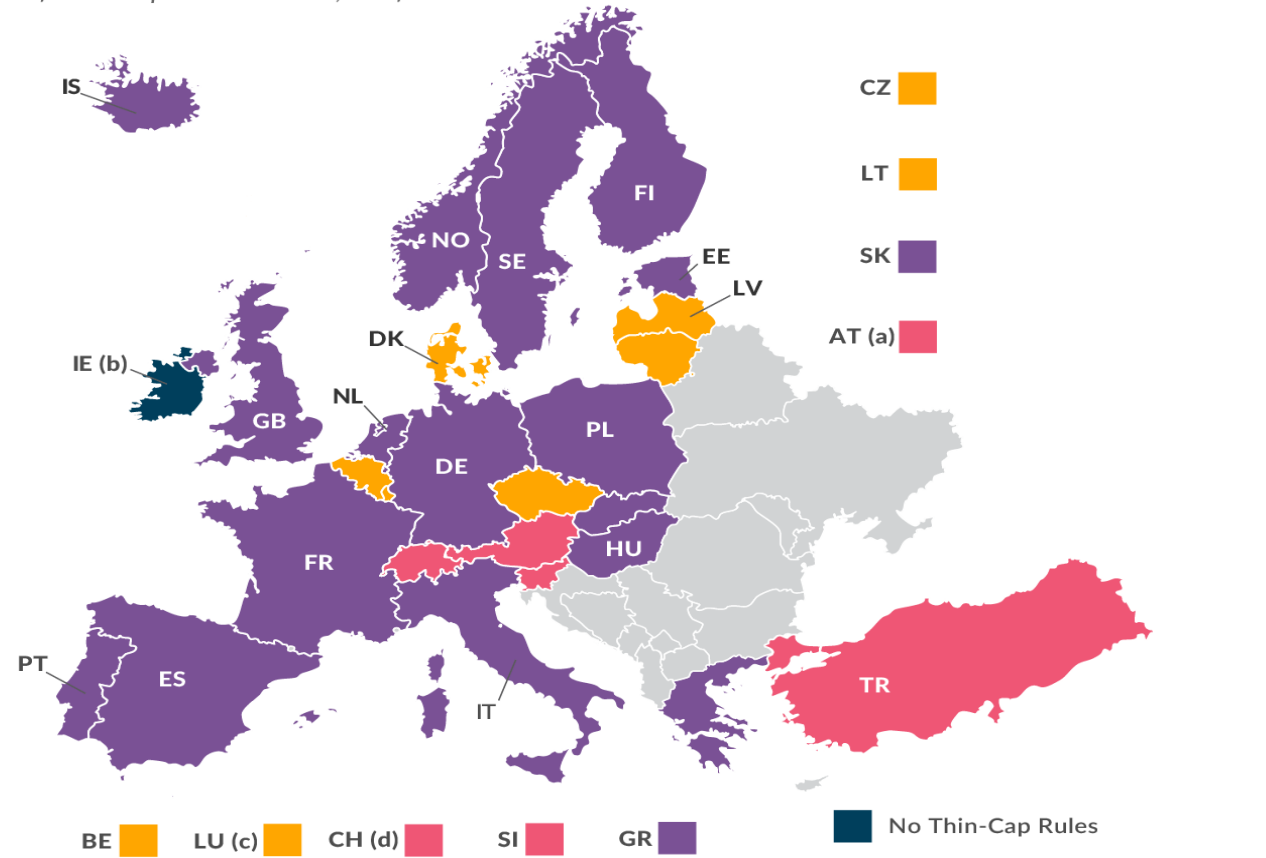 IS
CZ
LT
FI
NO
SE
EE
SK
LV
DK
AT (a)
IE (b)
NL
GB
PL
DE
HU
FR
PT
ES
TR
IT
BE
LU (c)
CH (d)
SI
GR
No Thin-Cap Rules